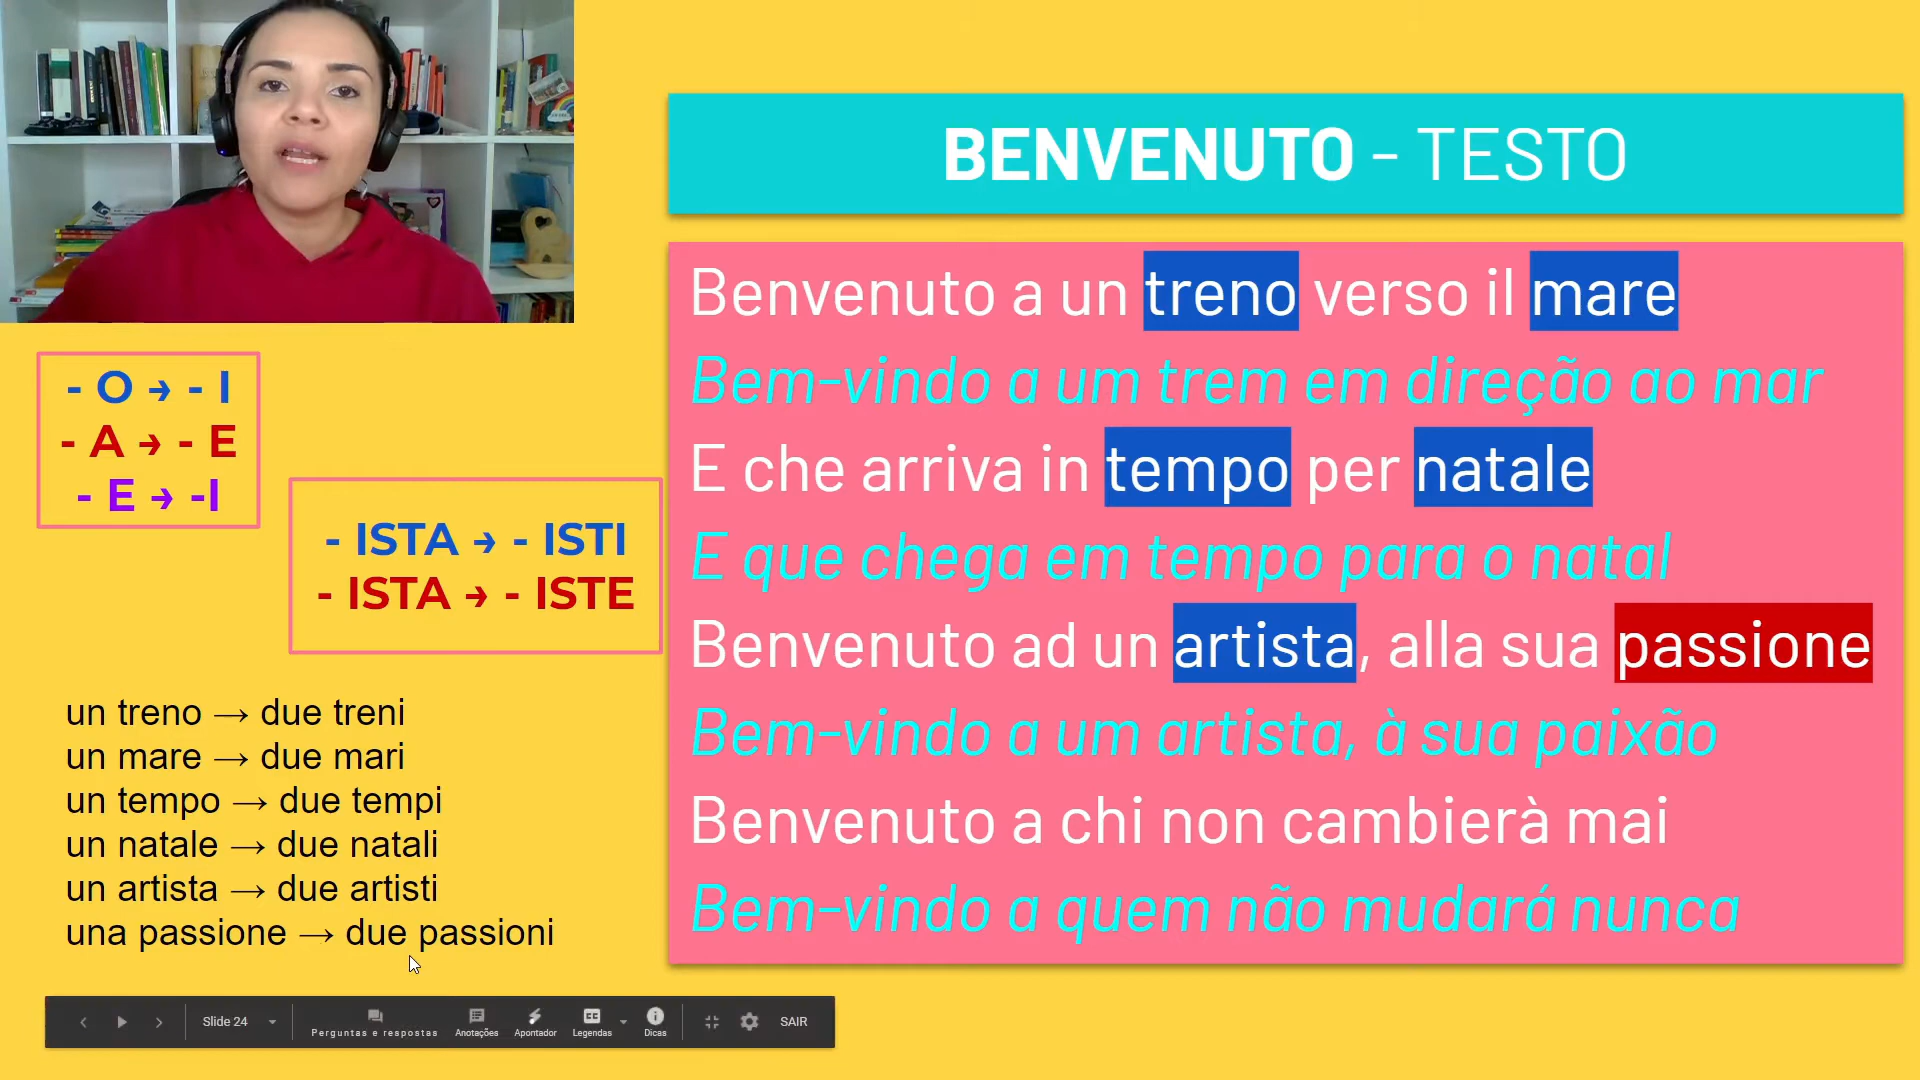 BENVENUTO - TESTO
Benvenuto a un treno verso il mare
Bem-vindo a um trem em direção ao mar
E che arriva in tempo per natale
E que chega em tempo para o natal
Benvenuto ad un artista, alla sua passione
Bem-vindo a um artista, à sua paixão
Benvenuto a chi non cambierà mai
Bem-vindo a quem não mudará nunca
- O → - I
- A → - E
- E → -I
- ISTA → - ISTI
- ISTA → - ISTE
un treno → due treni
un mare → due mari
un tempo → due tempi
un natale → due natali
un artista → due artisti
una passione → due passioni
Slide 24
Perguntas e respostas
Anotações
Apontador
Legendas
Dicas
SAIR